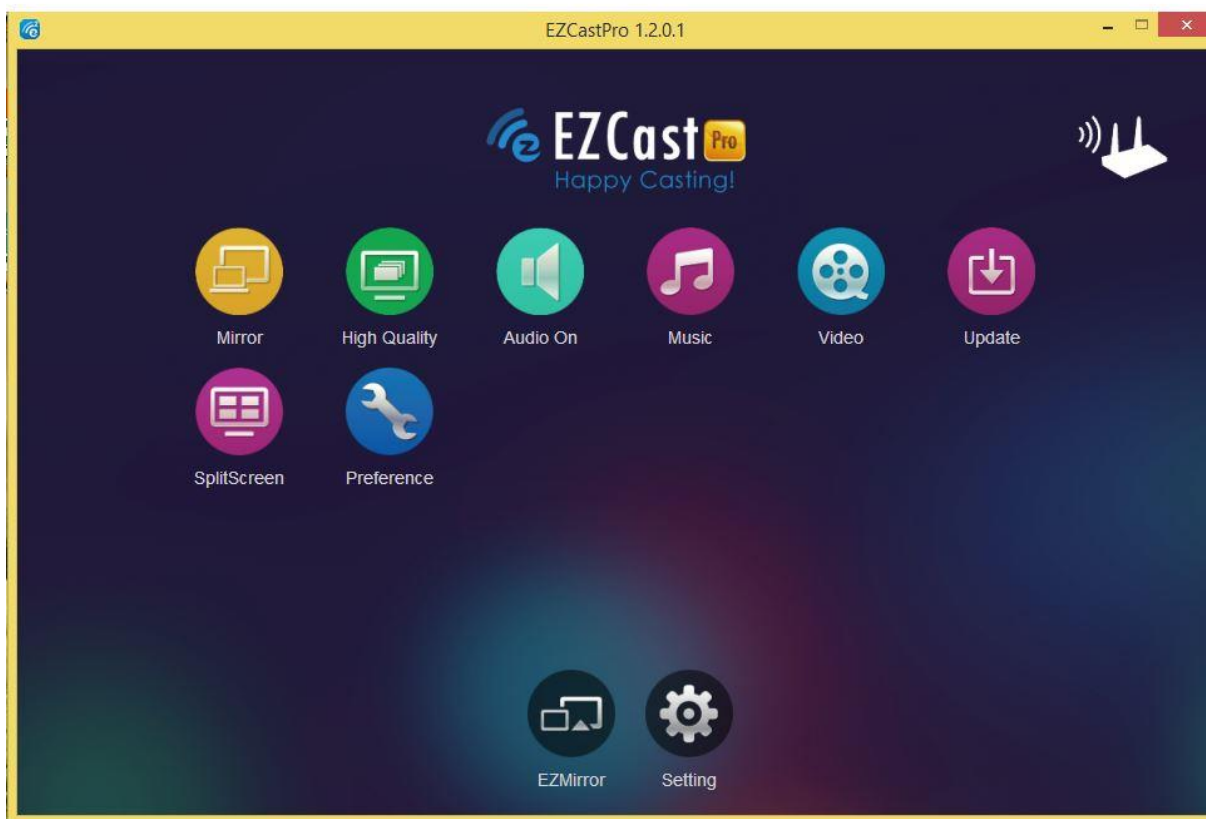 EZCastPro 1.2.0.1
EZCast Pro
Happy Casting!
Mirror High Quality Audio On Music Video Update
SplitScreen Preference
EZMirror Setting